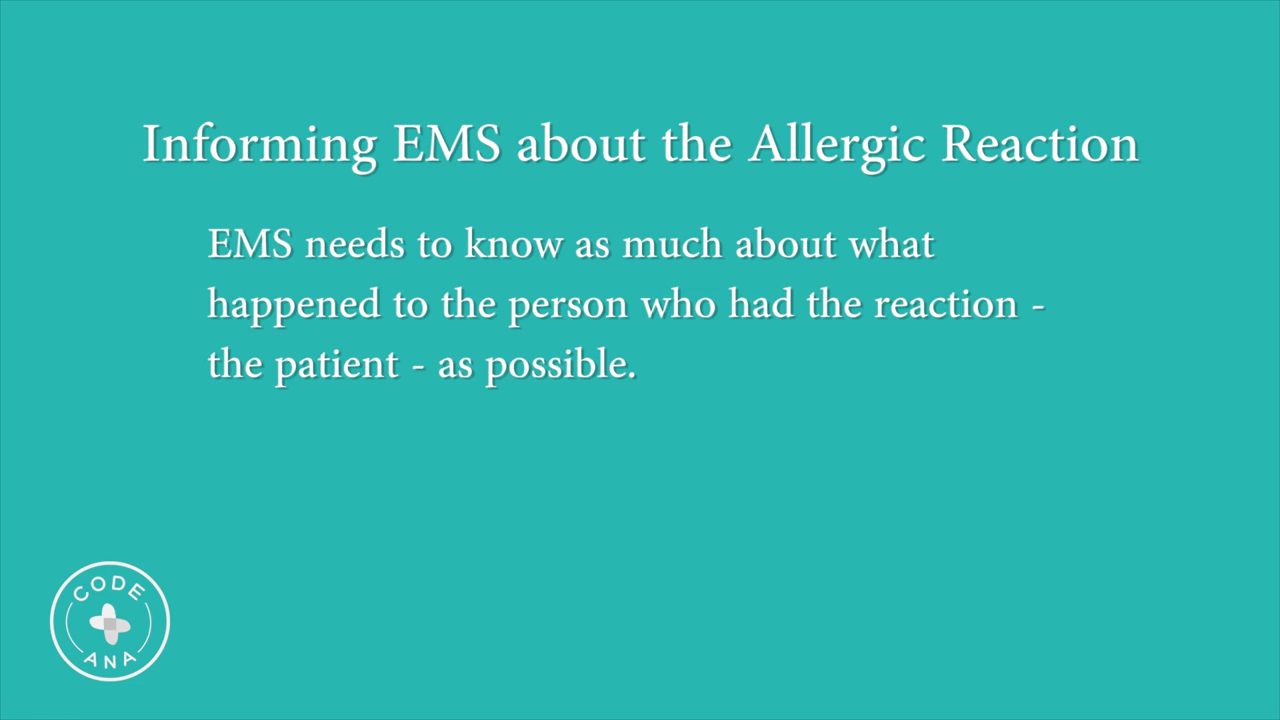 Informing EMS about the Allergic Reaction
EMS needs to know as much about what
happened to the person who had the reaction -
the patient - as possible.
CODE
ANA